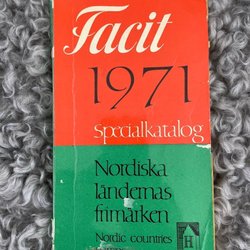 Facit
1971
Specialkatalog
Nordiska
ländernas
frimärken
Nordic countries
H